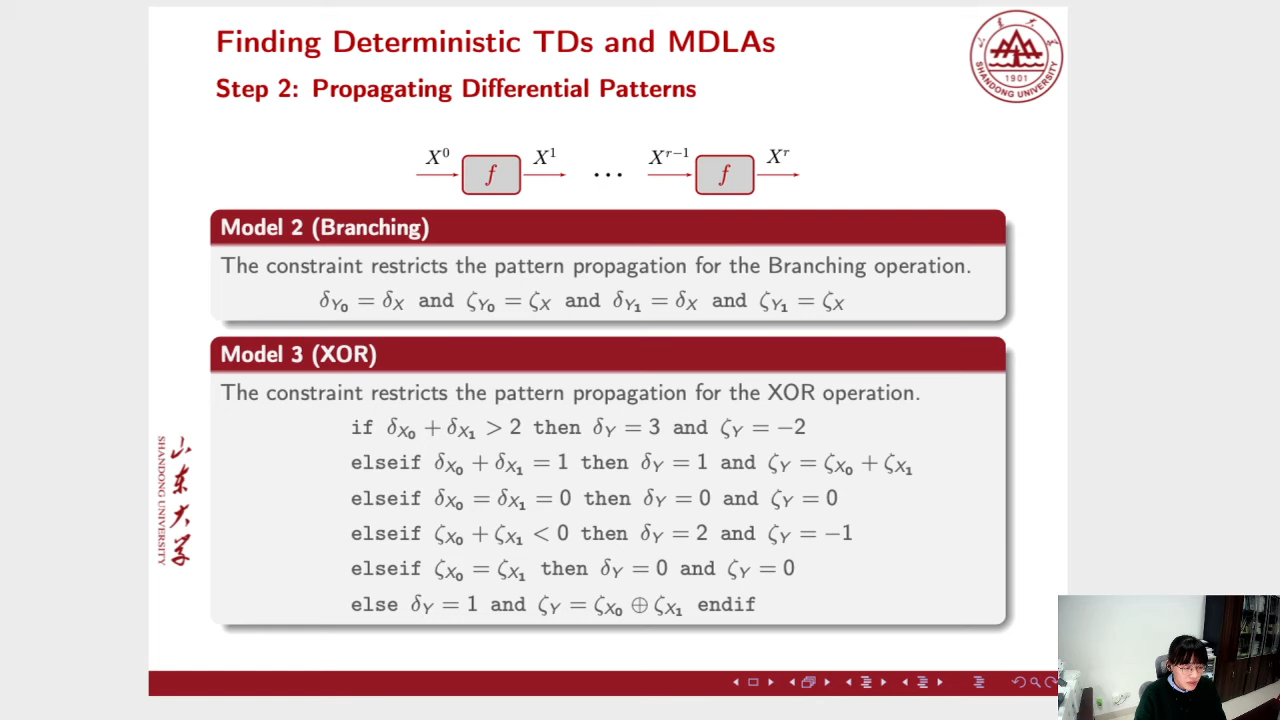 Finding Deterministic TDs and MDLAs
Step 2: Propagating Differential Patterns
SHANDONG UNIVERSITY
1901
X⁰ f X¹ ··· Xʳ⁻¹ f Xʳ
Model 2 (Branching)
The constraint restricts the pattern propagation for the Branching operation.
δ_{Y₀} = δ_X and ζ_{Y₀} = ζ_X and δ_{Y₁} = δ_X and ζ_{Y₁} = ζ_X
Model 3 (XOR)
The constraint restricts the pattern propagation for the XOR operation.
if δ_{X₀} + δ_{X₁} > 2 then δ_Y = 3 and ζ_Y = −2
elseif δ_{X₀} + δ_{X₁} = 1 then δ_Y = 1 and ζ_Y = ζ_{X₀} + ζ_{X₁}
elseif δ_{X₀} = δ_{X₁} = 0 then δ_Y = 0 and ζ_Y = 0
elseif ζ_{X₀} + ζ_{X₁} < 0 then δ_Y = 2 and ζ_Y = −1
elseif ζ_{X₀} = ζ_{X₁} then δ_Y = 0 and ζ_Y = 0
else δ_Y = 1 and ζ_Y = ζ_{X₀} ⊕ ζ_{X₁} endif
山东大学
SHANDONG UNIVERSITY